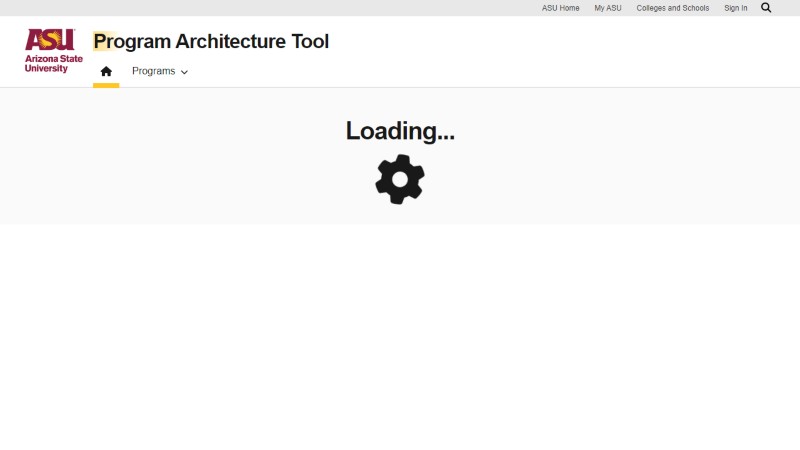 ASU Home My ASU Colleges and Schools Sign In
ASU
Arizona State
University
Program Architecture Tool
Programs
Loading...